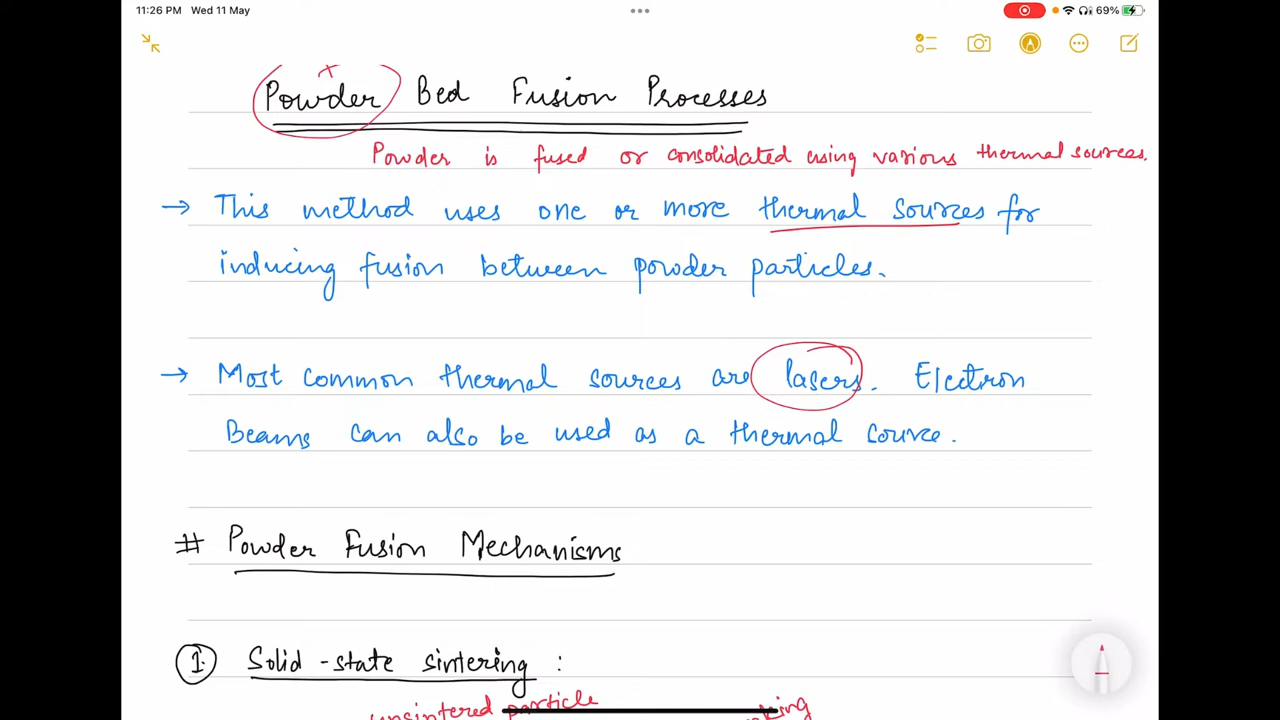 11:26 PM Wed 11 May
69%
Powder Bed Fusion Processes
Powder is fused or consolidated using various thermal sources.
→ This method uses one or more thermal sources for
inducing fusion between powder particles.
→ Most common thermal sources are lasers. Electron
Beams can also be used as a thermal source.
# Powder Fusion Mechanisms
1. Solid-state sintering :
unsintered particle